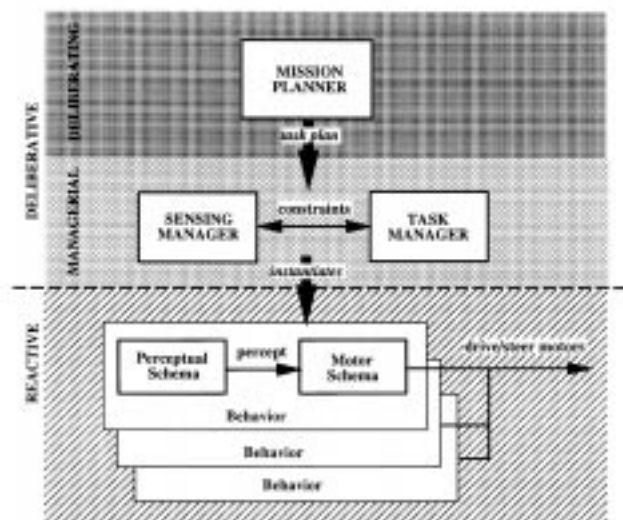 MISSION
PLANNER
task plan
DELIBERATIVE
DELIBERATING
MANAGERIAL
SENSING
MANAGER
constraints
TASK
MANAGER
instantiates
REACTIVE
Perceptual
Schema
percept
Motor
Schema
drive/steer motors
Behavior
Behavior
Behavior